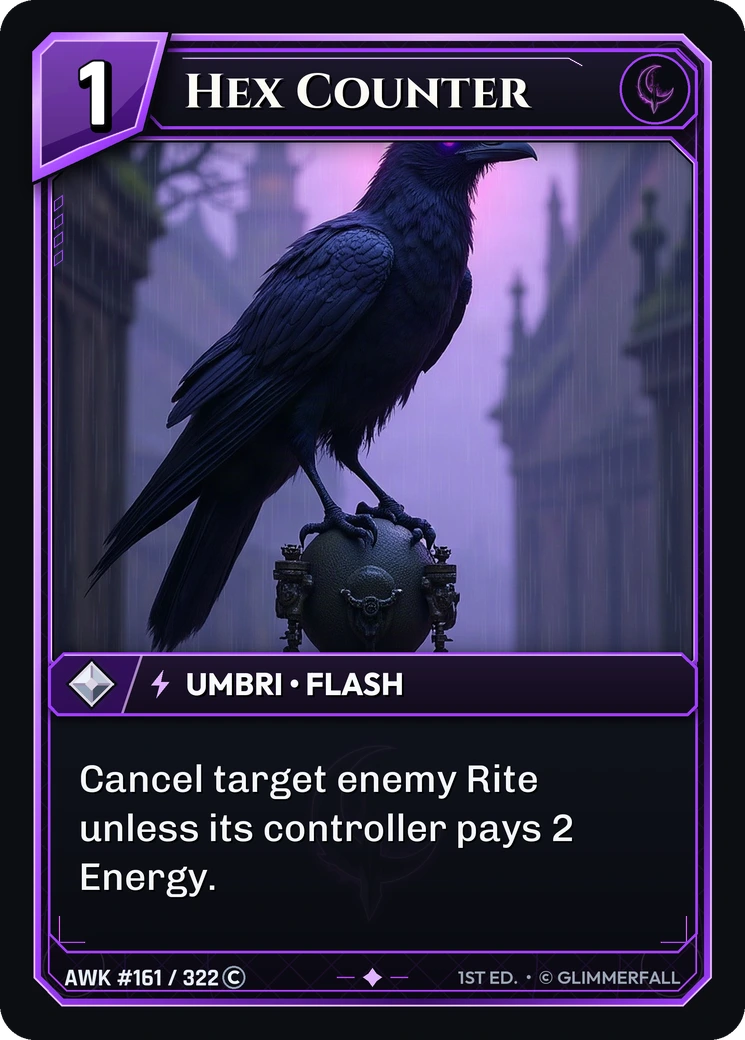 1
HEX COUNTER
UMBRI • FLASH
Cancel target enemy Rite
unless its controller pays 2
Energy.
AWK #161 / 322 ©
1ST ED. • © GLIMMERFALL